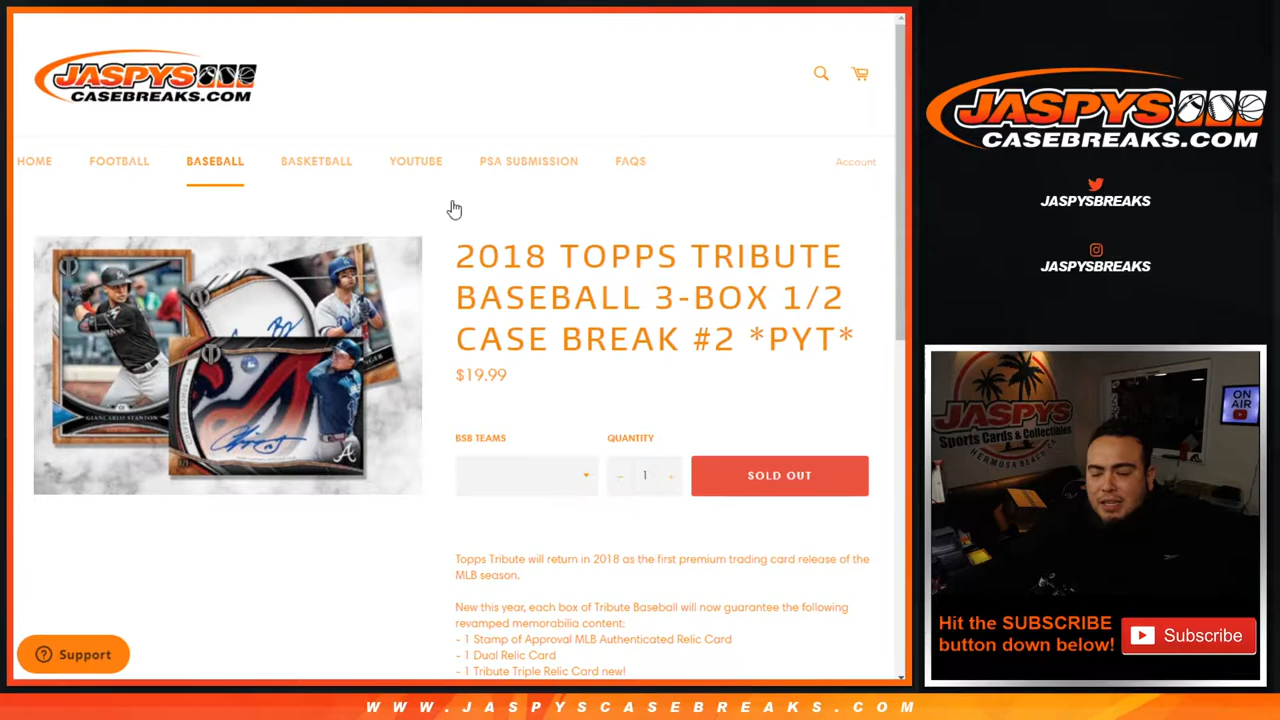 JASPYS
CASEBREAKS.COM
HOME
FOOTBALL
BASEBALL
BASKETBALL
YOUTUBE
PSA SUBMISSION
FAQS
Account
2018 TOPPS TRIBUTE
BASEBALL 3-BOX 1/2
CASE BREAK #2 *PYT*
$19.99
BSB TEAMS
QUANTITY
1
SOLD OUT
GIANCARLO STANTON
Topps Tribute will return in 2018 as the first premium trading card release of the
MLB season.
New this year, each box of Tribute Baseball will now guarantee the following
revamped memorabilia content:
- 1 Stamp of Approval MLB Authenticated Relic Card
- 1 Dual Relic Card
- 1 Tribute Triple Relic Card new!
Support
JASPYS
CASEBREAKS.COM
JASPYSBREAKS
JASPYSBREAKS
JASPYS
Sports Cards & Collectibles
HERMOSA BEACH
ON
AIR
Hit the SUBSCRIBE
button down below!
Subscribe
WWW.JASPYSCASEBREAKS.COM